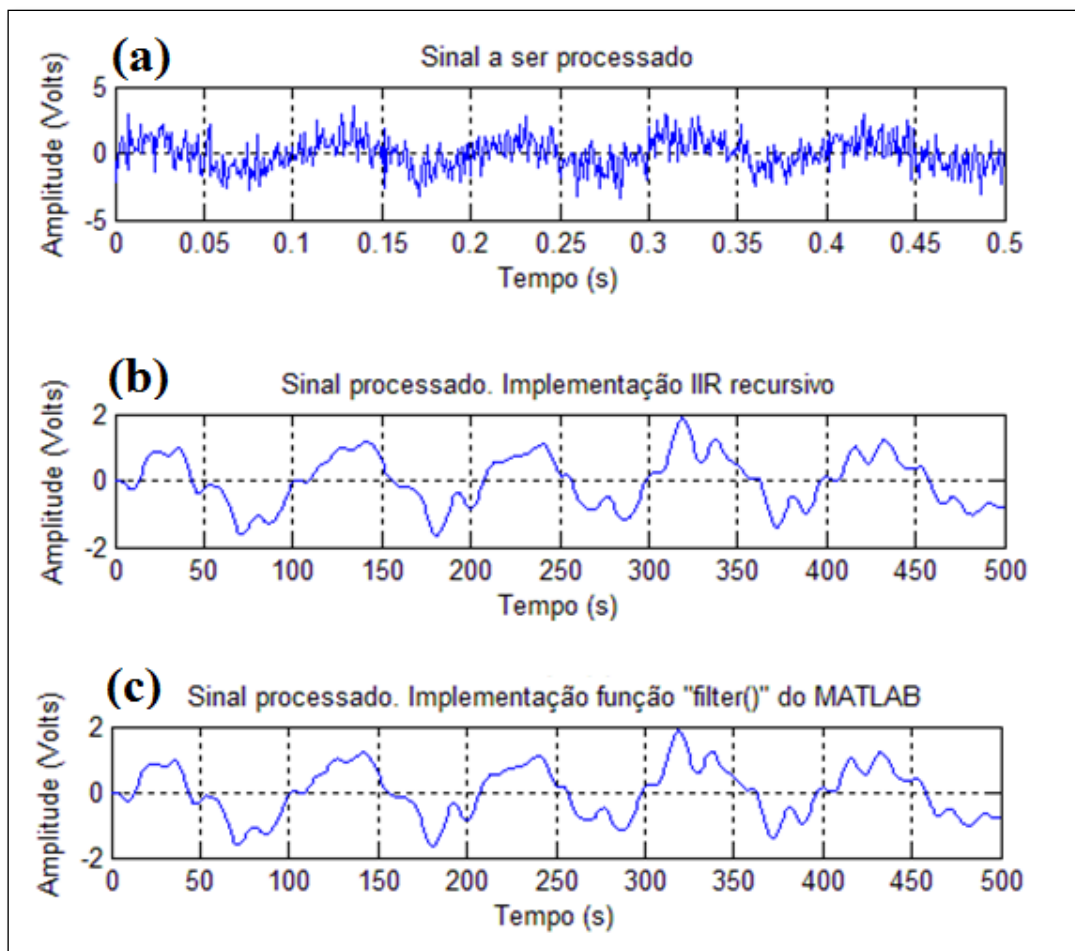 (a)
Sinal a ser processado
Amplitude (Volts)
5
0
-5
0 0.05 0.1 0.15 0.2 0.25 0.3 0.35 0.4 0.45 0.5
Tempo (s)
(b)
Sinal processado. Implementação IIR recursivo
Amplitude (Volts)
2
0
-2
0 50 100 150 200 250 300 350 400 450 500
Tempo (s)
(c)
Sinal processado. Implementação função "filter()" do MATLAB
Amplitude (Volts)
2
0
-2
0 50 100 150 200 250 300 350 400 450 500
Tempo (s)